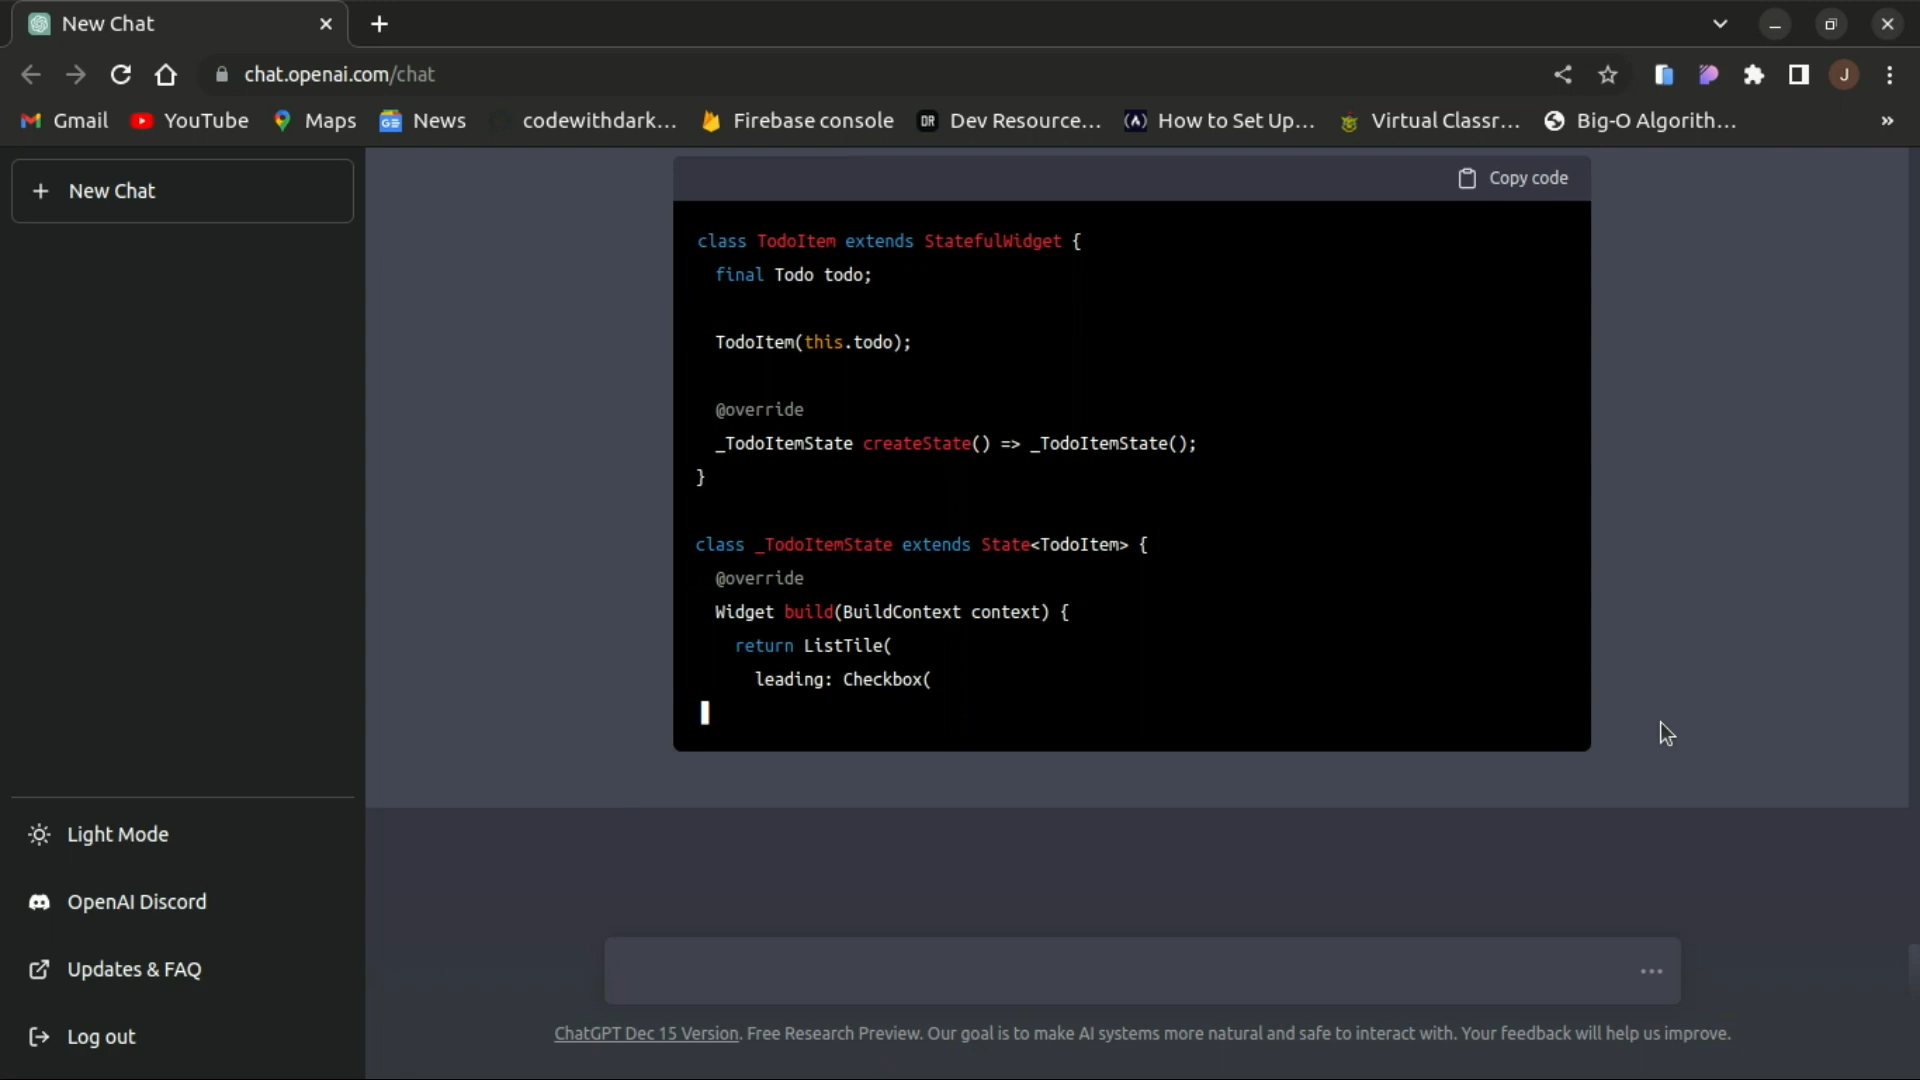 New Chat
chat.openai.com/chat
J
Gmail
YouTube
Maps
GE News
codewithdark...
Firebase console
DR Dev Resource...
(A) How to Set Up...
Virtual Classr...
Big-O Algorith...
»
+ New Chat
Copy code
class TodoItem extends StatefulWidget {
final Todo todo;
TodoItem(this.todo);
@override
_TodoItemState createState() => _TodoItemState();
}
class _TodoItemState extends State<TodoItem> {
@override
Widget build(BuildContext context) {
return ListTile(
leading: Checkbox(
Light Mode
OpenAI Discord
Updates & FAQ
Log out
ChatGPT Dec 15 Version. Free Research Preview. Our goal is to make AI systems more natural and safe to interact with. Your feedback will help us improve.